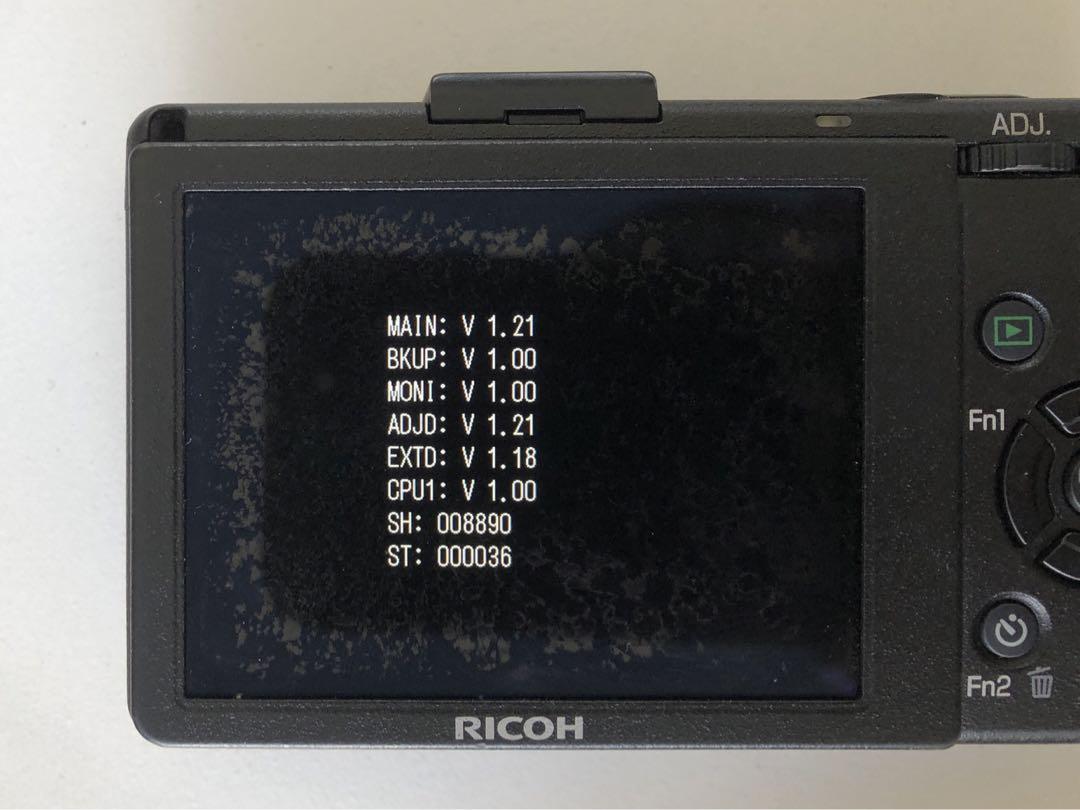 ADJ.
MAIN: V 1.21
BKUP: V 1.00
MONI: V 1.00
ADJD: V 1.21
EXTD: V 1.18
CPU1: V 1.00
SH: 008890
ST: 000036
Fn1
Fn2
RICOH